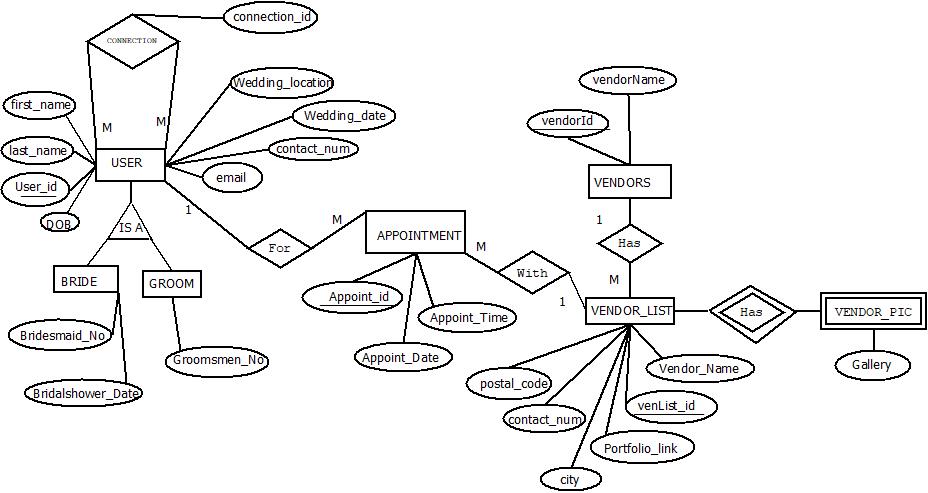 connection_id
CONNECTION
vendorName
Wedding_location
first_name
Wedding_date
vendorId
M
M
last_name
contact_num
USER
User_id
email
VENDORS
DOB
1
M
1
IS A
APPOINTMENT
For
M
Has
With
BRIDE
GROOM
M
Appoint_id
1
VENDOR_LIST
Has
VENDOR_PIC
Appoint_Time
Bridesmaid_No
Groomsmen_No
Appoint_Date
Vendor_Name
Gallery
postal_code
Bridalshower_Date
venList_id
contact_num
Portfolio_link
city